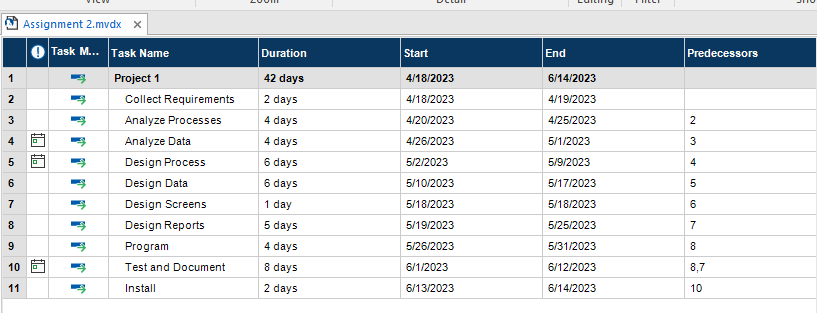 View Zoom Detail Editing Filter
Assignment 2.mvdx
Task M... Task Name Duration Start End Predecessors
1 Project 1 42 days 4/18/2023 6/14/2023
2 Collect Requirements 2 days 4/18/2023 4/19/2023
3 Analyze Processes 4 days 4/20/2023 4/25/2023 2
4 Analyze Data 4 days 4/26/2023 5/1/2023 3
5 Design Process 6 days 5/2/2023 5/9/2023 4
6 Design Data 6 days 5/10/2023 5/17/2023 5
7 Design Screens 1 day 5/18/2023 5/18/2023 6
8 Design Reports 5 days 5/19/2023 5/25/2023 7
9 Program 4 days 5/26/2023 5/31/2023 8
10 Test and Document 8 days 6/1/2023 6/12/2023 8,7
11 Install 2 days 6/13/2023 6/14/2023 10